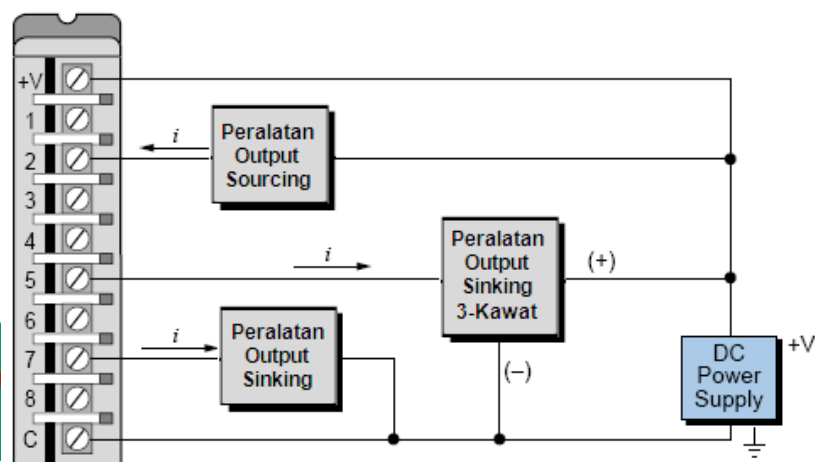 +V
1
2
3
4
5
6
7
8
C
i
Peralatan
Output
Sourcing
i
Peralatan
Output
Sinking
3-Kawat
(+)
(–)
i
Peralatan
Output
Sinking
DC
Power
Supply
+V